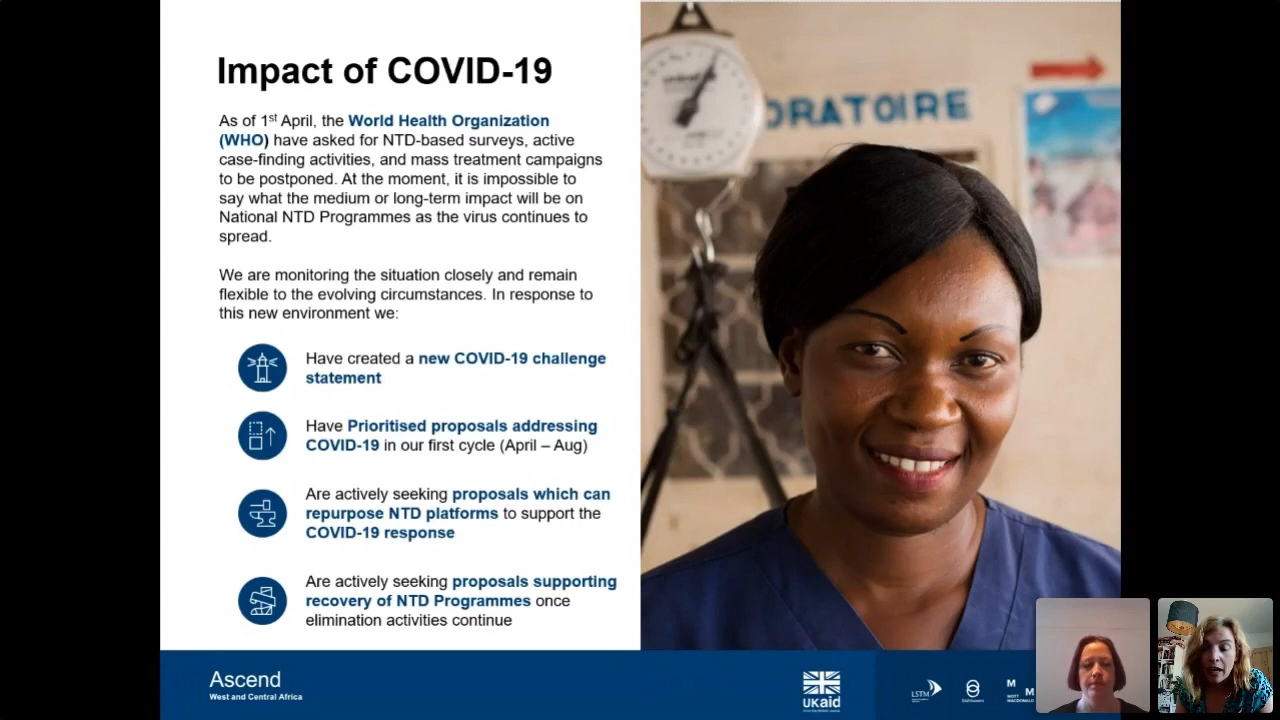 Impact of COVID-19
As of 1st April, the World Health Organization
(WHO) have asked for NTD-based surveys, active
case-finding activities, and mass treatment campaigns
to be postponed. At the moment, it is impossible to
say what the medium or long-term impact will be on
National NTD Programmes as the virus continues to
spread.
We are monitoring the situation closely and remain
flexible to the evolving circumstances. In response to
this new environment we:
Have created a new COVID-19 challenge
statement
Have Prioritised proposals addressing
COVID-19 in our first cycle (April – Aug)
Are actively seeking proposals which can
repurpose NTD platforms to support the
COVID-19 response
Are actively seeking proposals supporting
recovery of NTD Programmes once
elimination activities continue
ORATOIRE
Ascend
West and Central Africa
UKaid
LSTM
Sightsavers
M
M
MOTT
MACDONALD